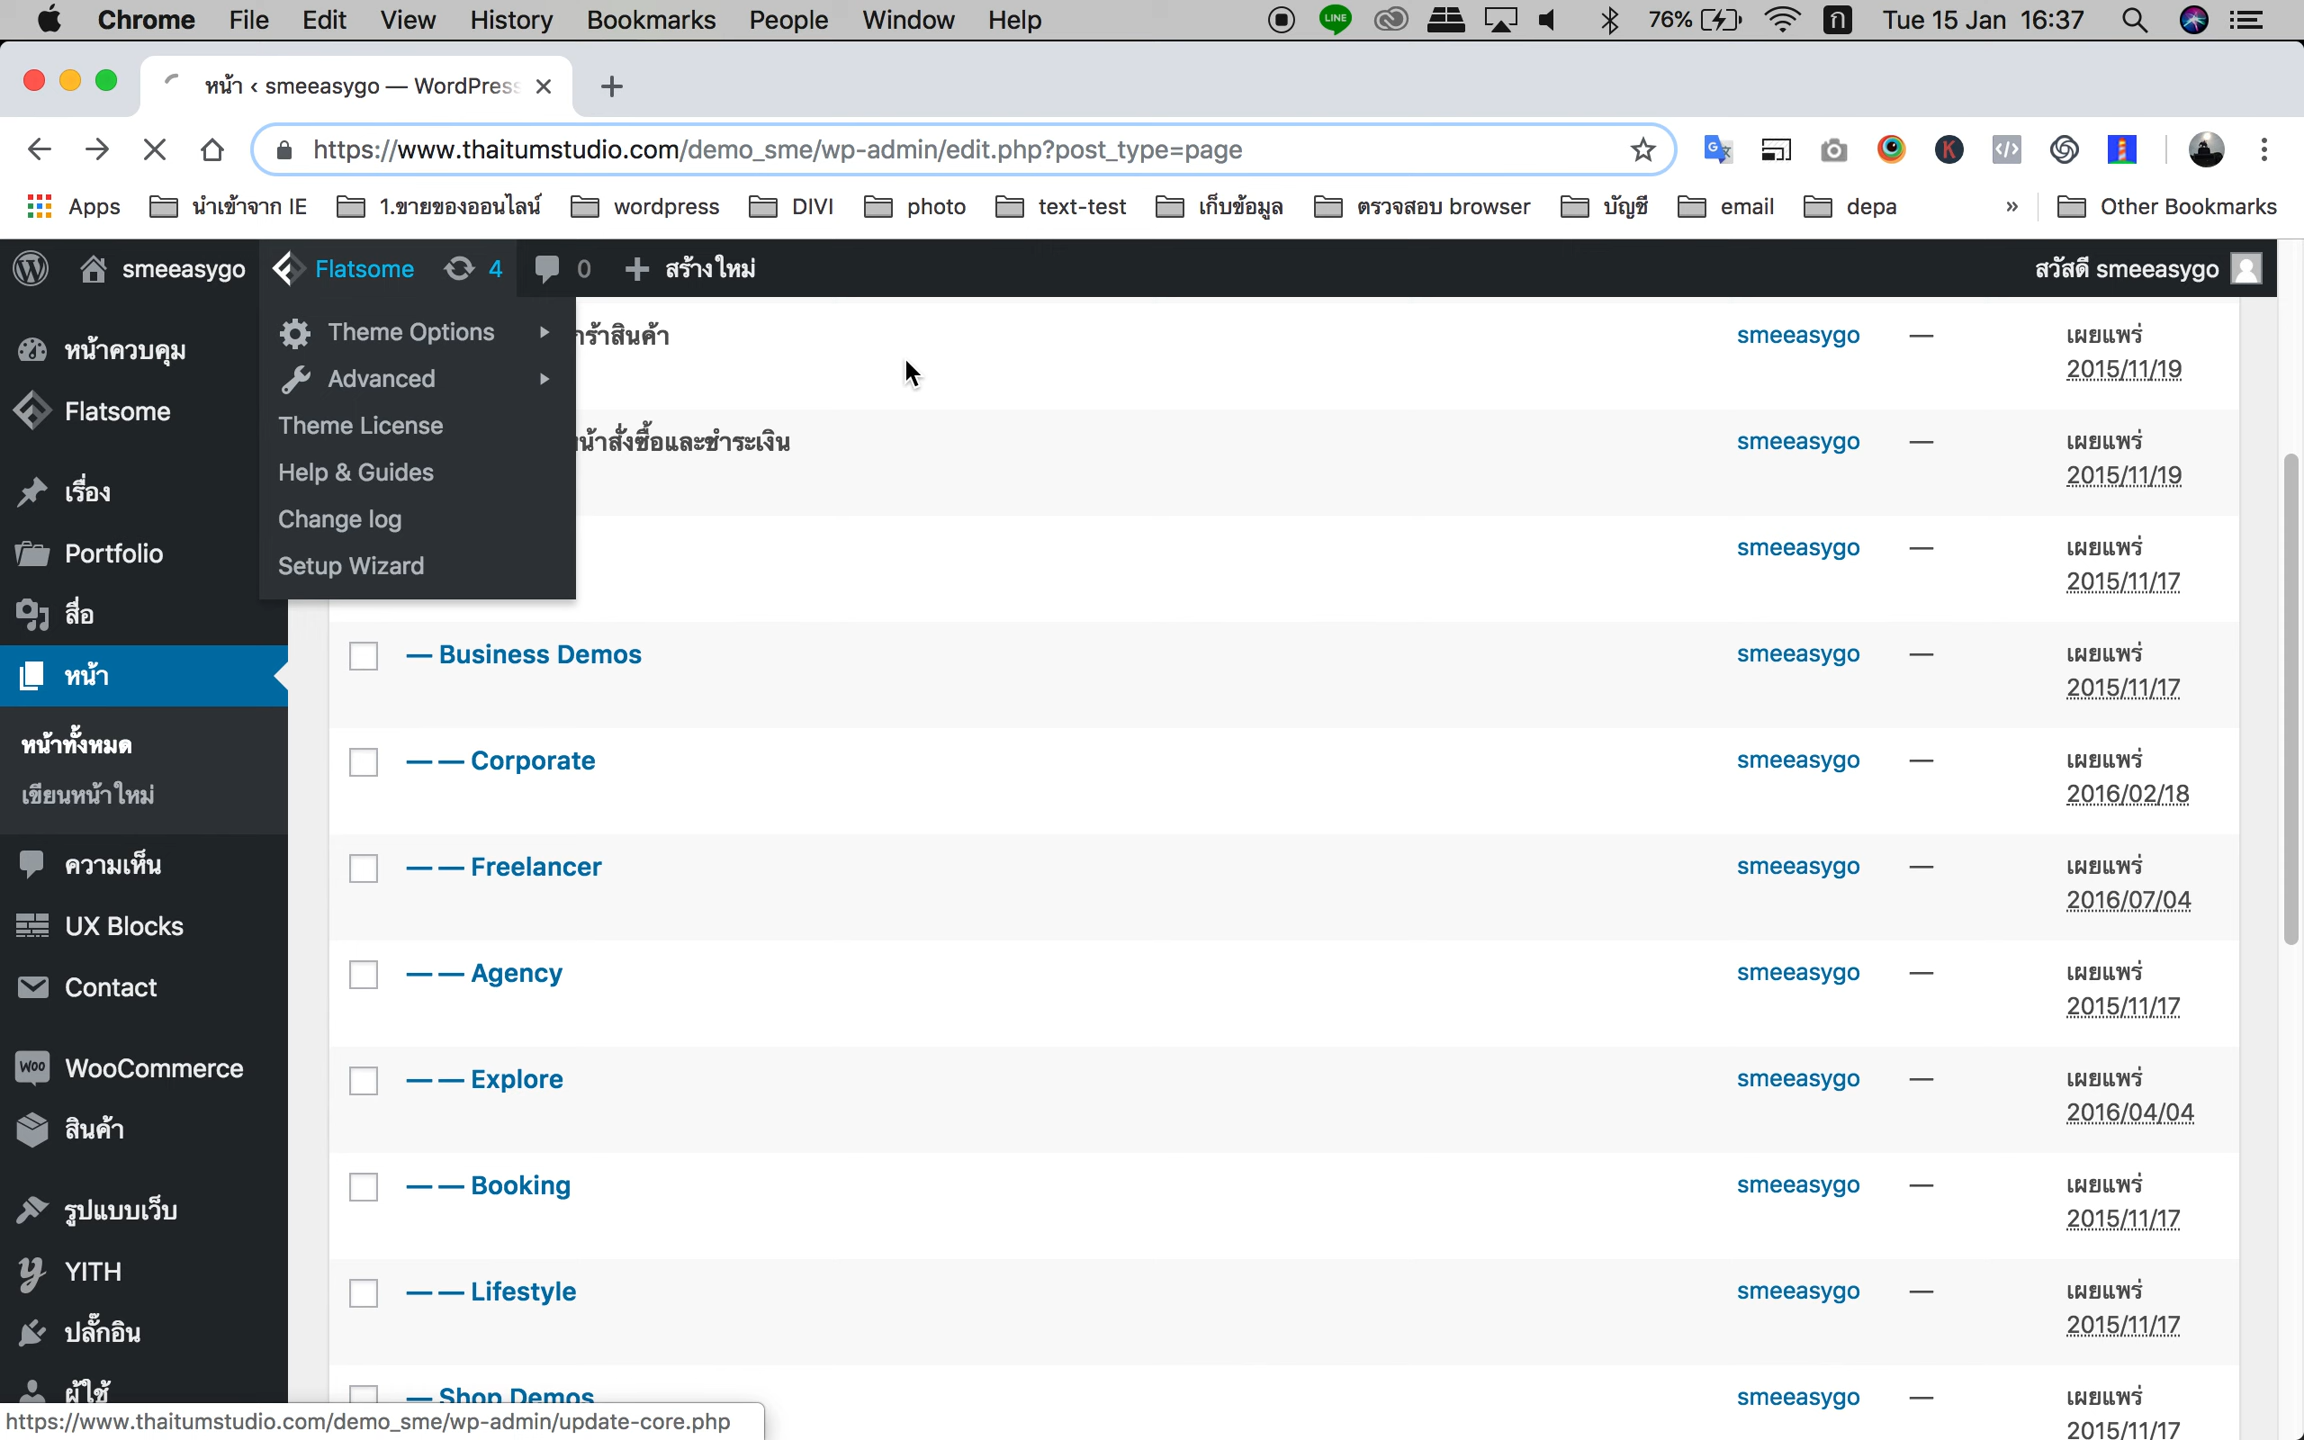 Chrome File Edit View History Bookmarks People Window Help LINE 76% ก Tue 15 Jan 16:37
หน้า ‹ smeeasygo — WordPress
https://www.thaitumstudio.com/demo_sme/wp-admin/edit.php?post_type=page
Apps นำเข้าจาก IE 1.ขายของออนไลน์ wordpress DIVI photo text-test เก็บข้อมูล ตรวจสอบ browser บัญชี email depa » Other Bookmarks
smeeasygo Flatsome 4 0 + สร้างใหม่ สวัสดี smeeasygo
หน้าควบคุม
Flatsome
เรื่อง
Portfolio
สื่อ
หน้า
หน้าทั้งหมด
เขียนหน้าใหม่
ความเห็น
UX Blocks
Contact
WooCommerce
สินค้า
รูปแบบเว็บ
YITH
ปลั๊กอิน
ผู้ใช้
Theme Options
Advanced
Theme License
Help & Guides
Change log
Setup Wizard
กร้าสินค้า smeeasygo — เผยแพร่
2015/11/19
น้าสั่งซื้อและชำระเงิน smeeasygo — เผยแพร่
2015/11/19
smeeasygo — เผยแพร่
2015/11/17
— Business Demos smeeasygo — เผยแพร่
2015/11/17
— — Corporate smeeasygo — เผยแพร่
2016/02/18
— — Freelancer smeeasygo — เผยแพร่
2016/07/04
— — Agency smeeasygo — เผยแพร่
2015/11/17
— — Explore smeeasygo — เผยแพร่
2016/04/04
— — Booking smeeasygo — เผยแพร่
2015/11/17
— — Lifestyle smeeasygo — เผยแพร่
2015/11/17
— Shop Demos smeeasygo — เผยแพร่
2015/11/17
https://www.thaitumstudio.com/demo_sme/wp-admin/update-core.php